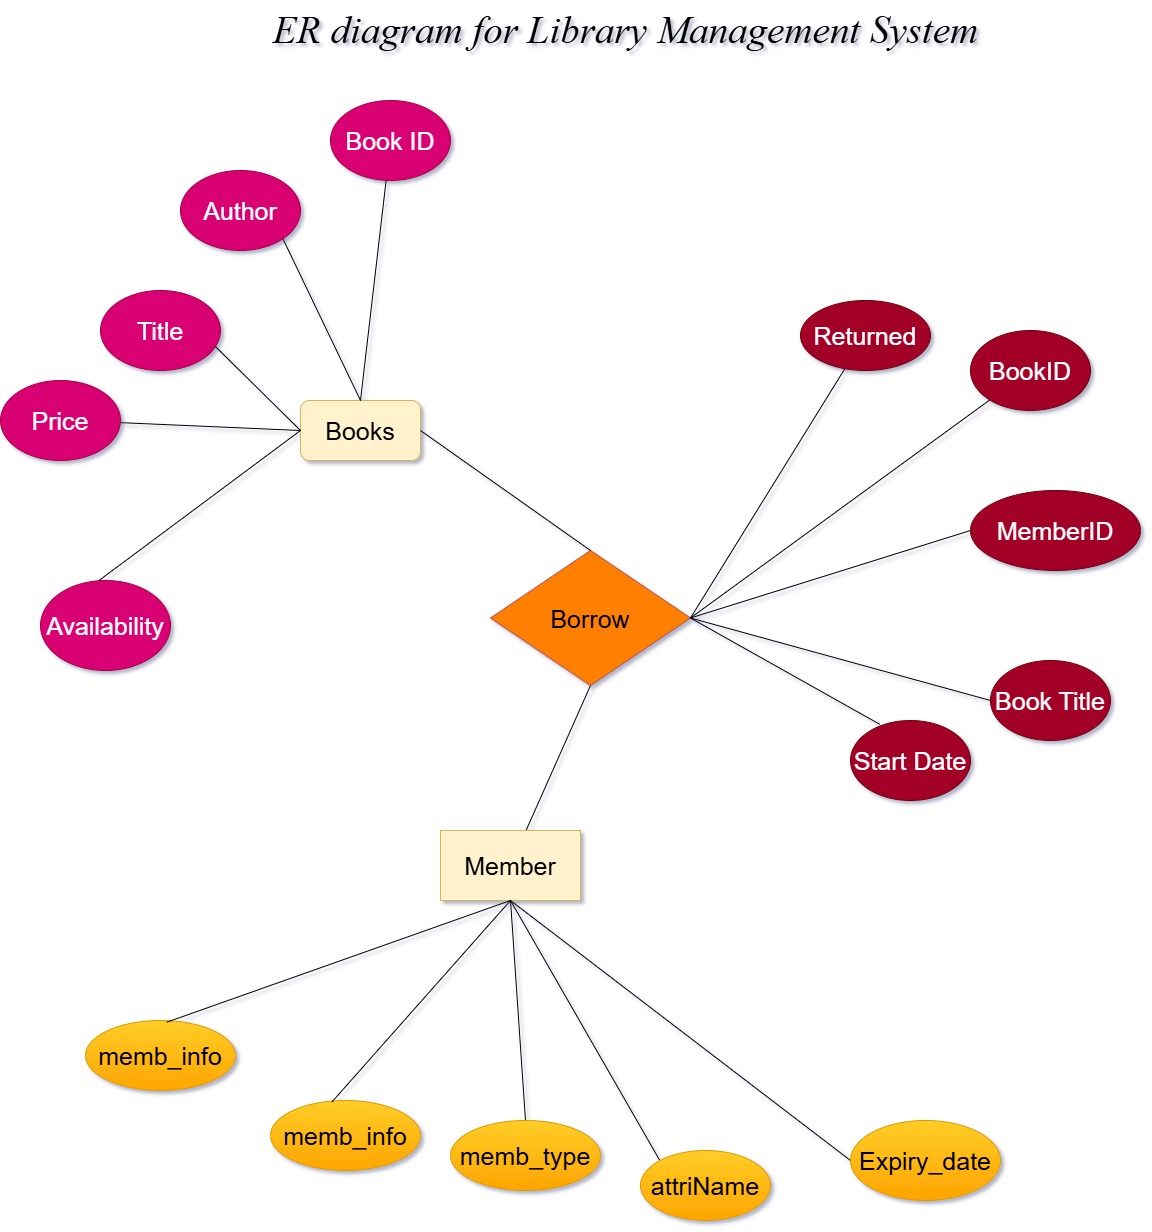 ER diagram for Library Management System
Book ID
Author
Title
Price
Books
Availability
Returned
BookID
MemberID
Borrow
Book Title
Start Date
Member
memb_info
memb_info
memb_type
attriName
Expiry_date